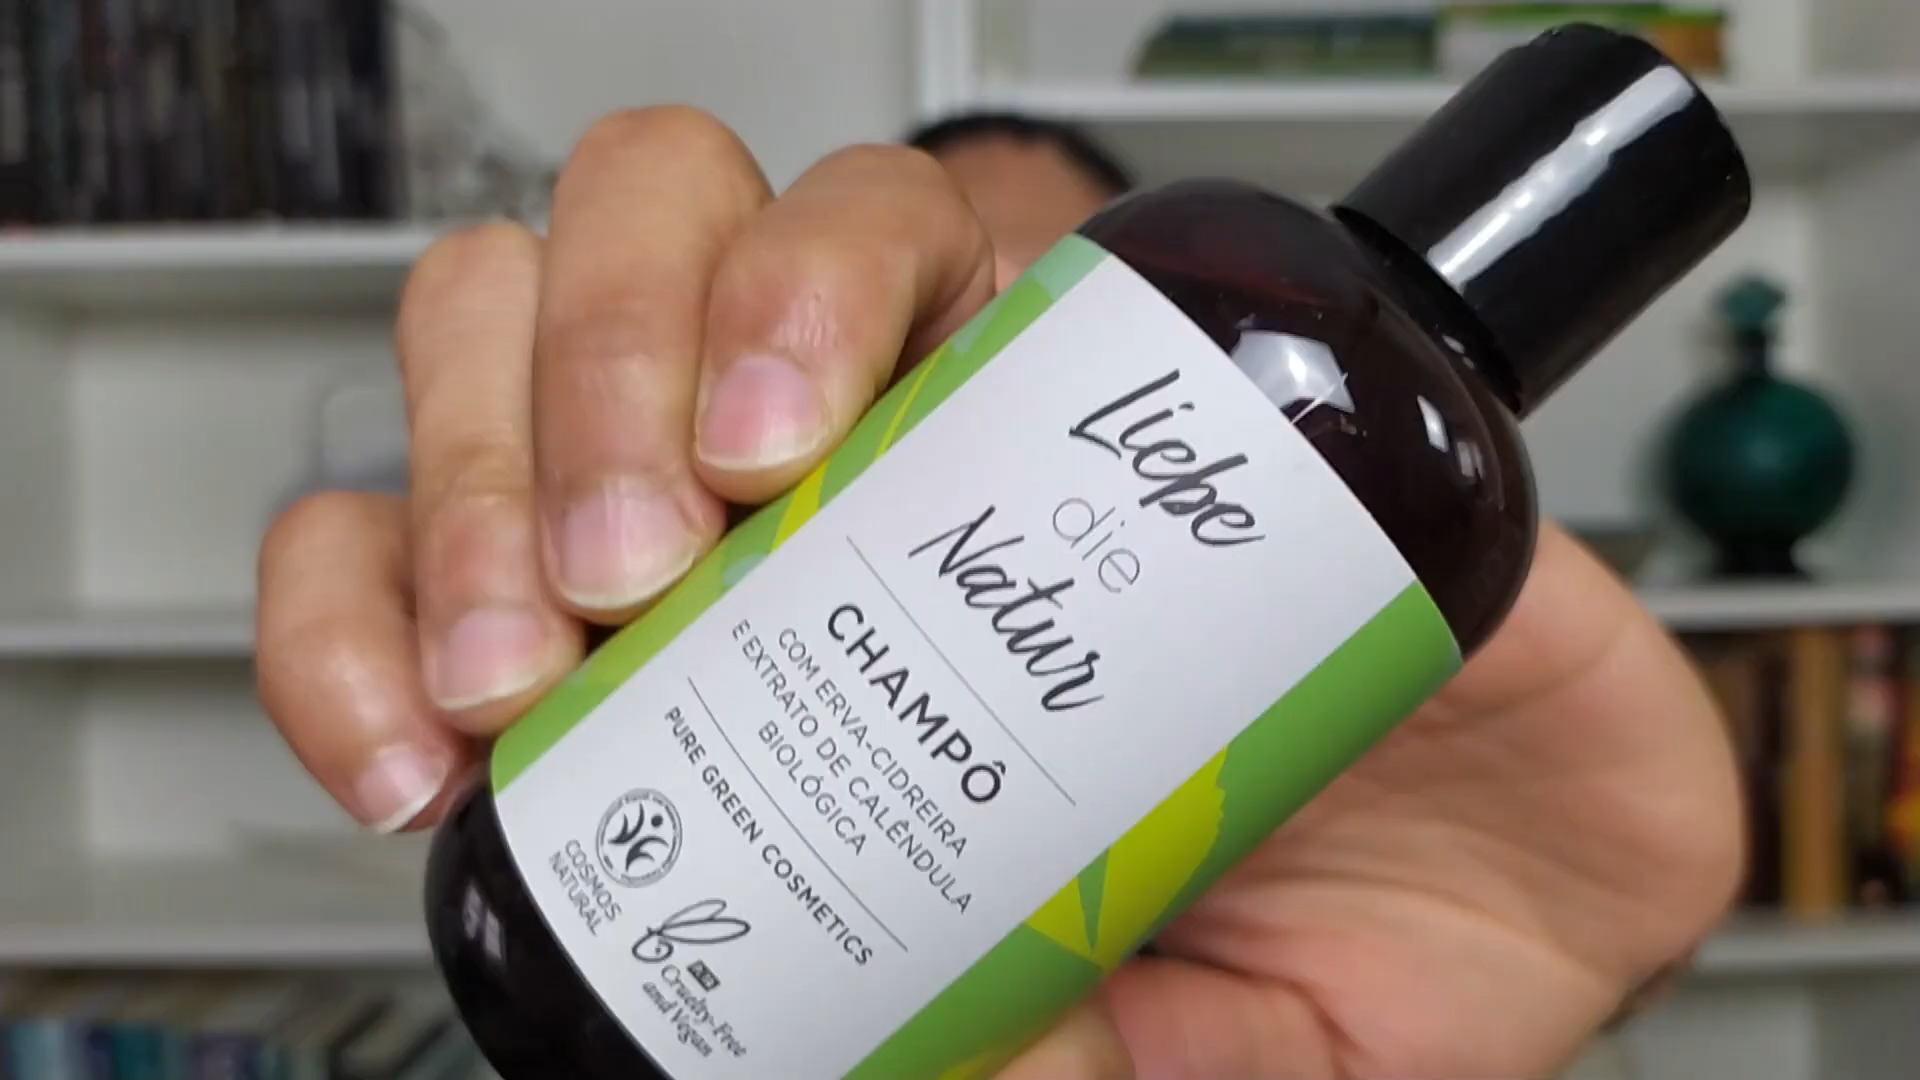 Liebe
die
Natur
CHAMPÔ
COM ERVA-CIDREIRA
E EXTRATO DE CALÊNDULA
BIOLÓGICA
PURE GREEN COSMETICS
COSMOS
NATURAL
Cruelty-Free
and Vegan